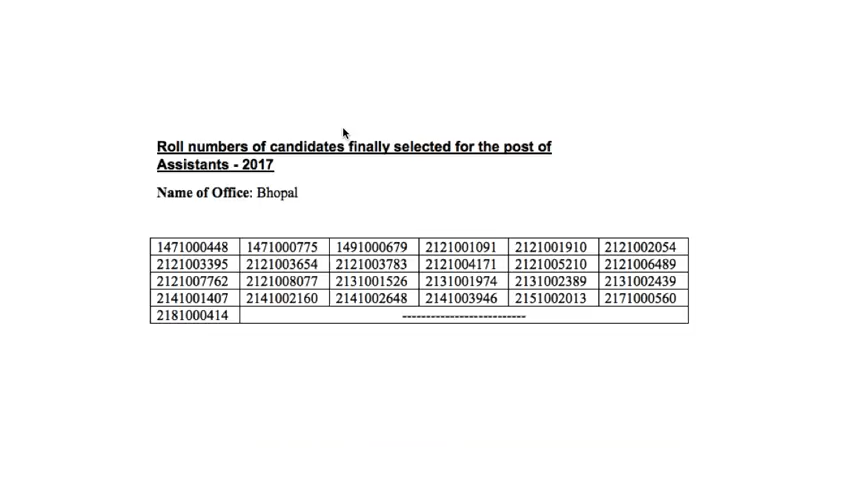 Roll numbers of candidates finally selected for the post of
Assistants - 2017
Name of Office: Bhopal
1471000448 1471000775 1491000679 2121001091 2121001910 2121002054
2121003395 2121003654 2121003783 2121004171 2121005210 2121006489
2121007762 2121008077 2131001526 2131001974 2131002389 2131002439
2141001407 2141002160 2141002648 2141003946 2151002013 2171000560
2181000414 --------------------------